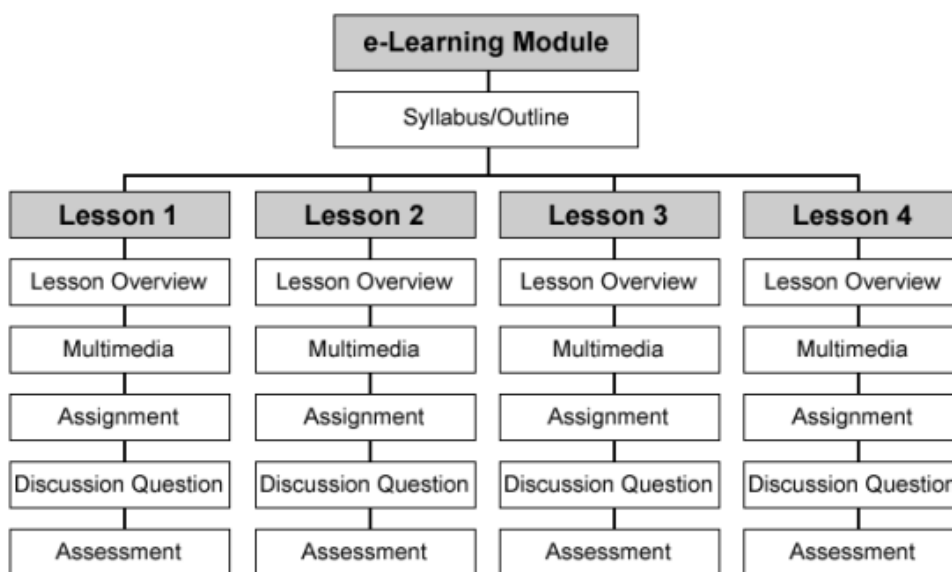 e-Learning Module
Syllabus/Outline
Lesson 1
Lesson 2
Lesson 3
Lesson 4
Lesson Overview
Lesson Overview
Lesson Overview
Lesson Overview
Multimedia
Multimedia
Multimedia
Multimedia
Assignment
Assignment
Assignment
Assignment
Discussion Question
Discussion Question
Discussion Question
Discussion Question
Assessment
Assessment
Assessment
Assessment